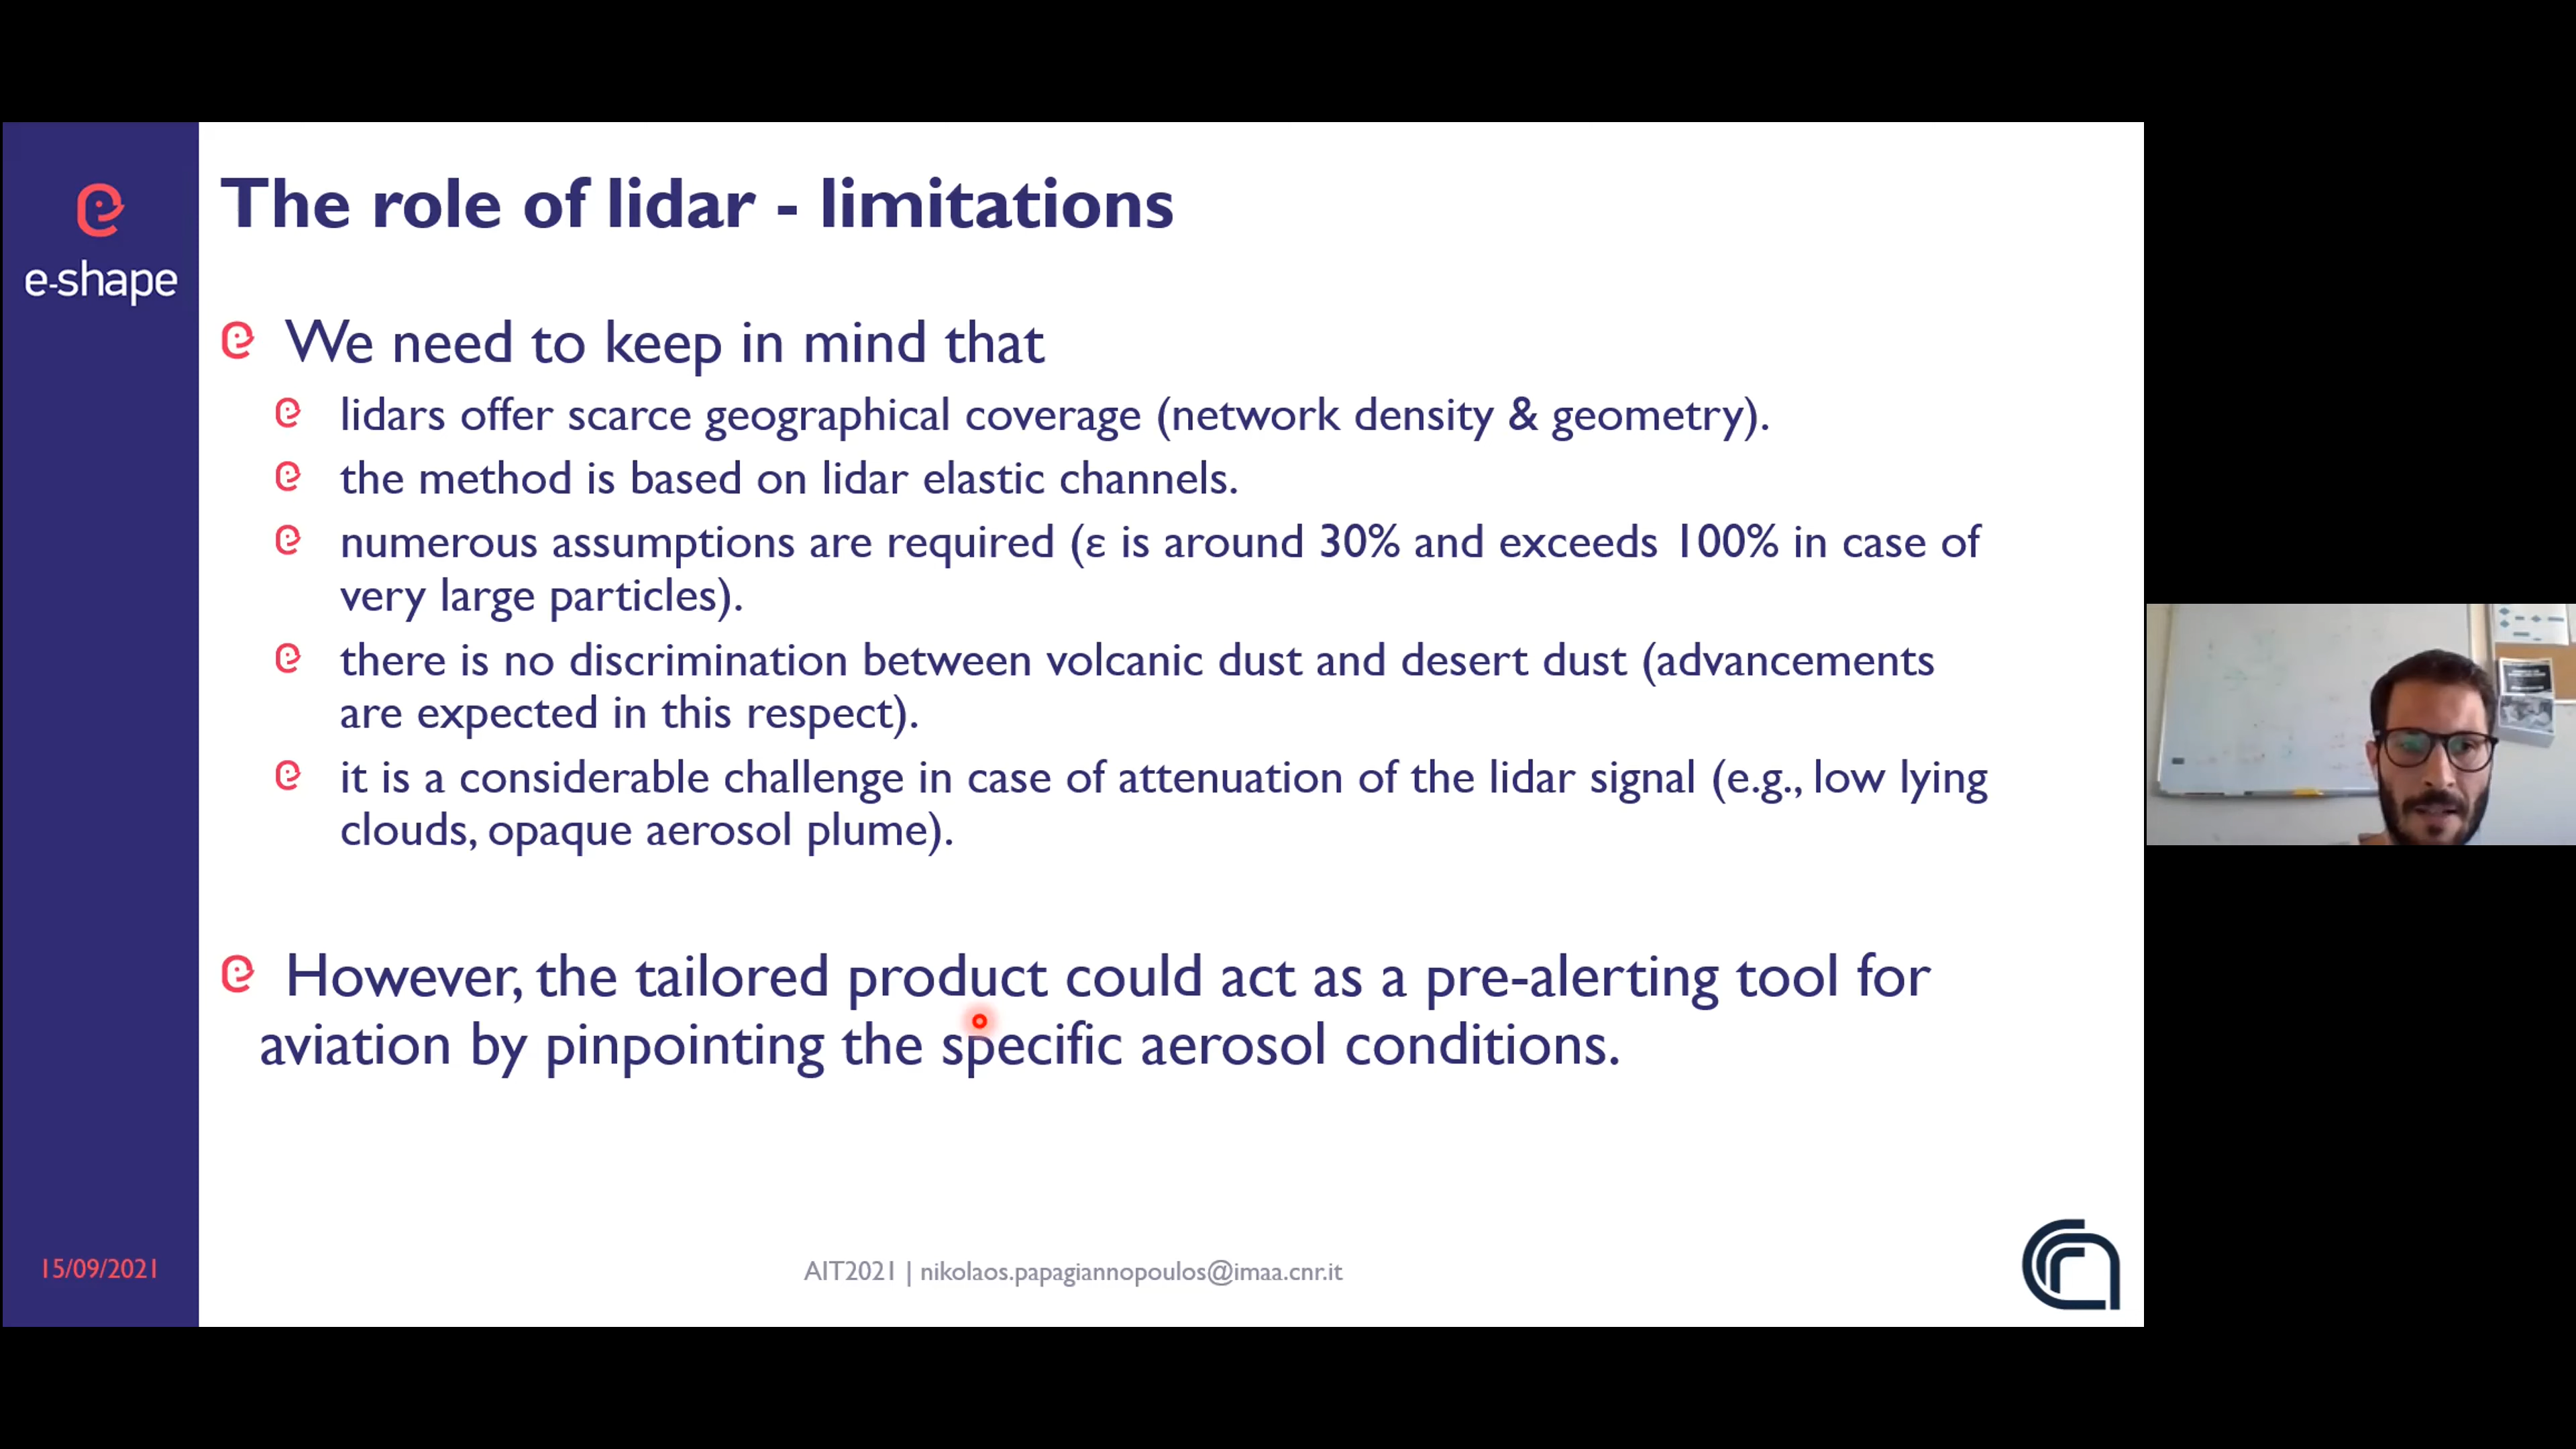 e-shape
The role of lidar - limitations
We need to keep in mind that
lidars offer scarce geographical coverage (network density & geometry).
the method is based on lidar elastic channels.
numerous assumptions are required (ε is around 30% and exceeds 100% in case of
very large particles).
there is no discrimination between volcanic dust and desert dust (advancements
are expected in this respect).
it is a considerable challenge in case of attenuation of the lidar signal (e.g., low lying
clouds, opaque aerosol plume).
However, the tailored product could act as a pre-alerting tool for
aviation by pinpointing the specific aerosol conditions.
15/09/2021
AIT2021 | nikolaos.papagiannopoulos@imaa.cnr.it